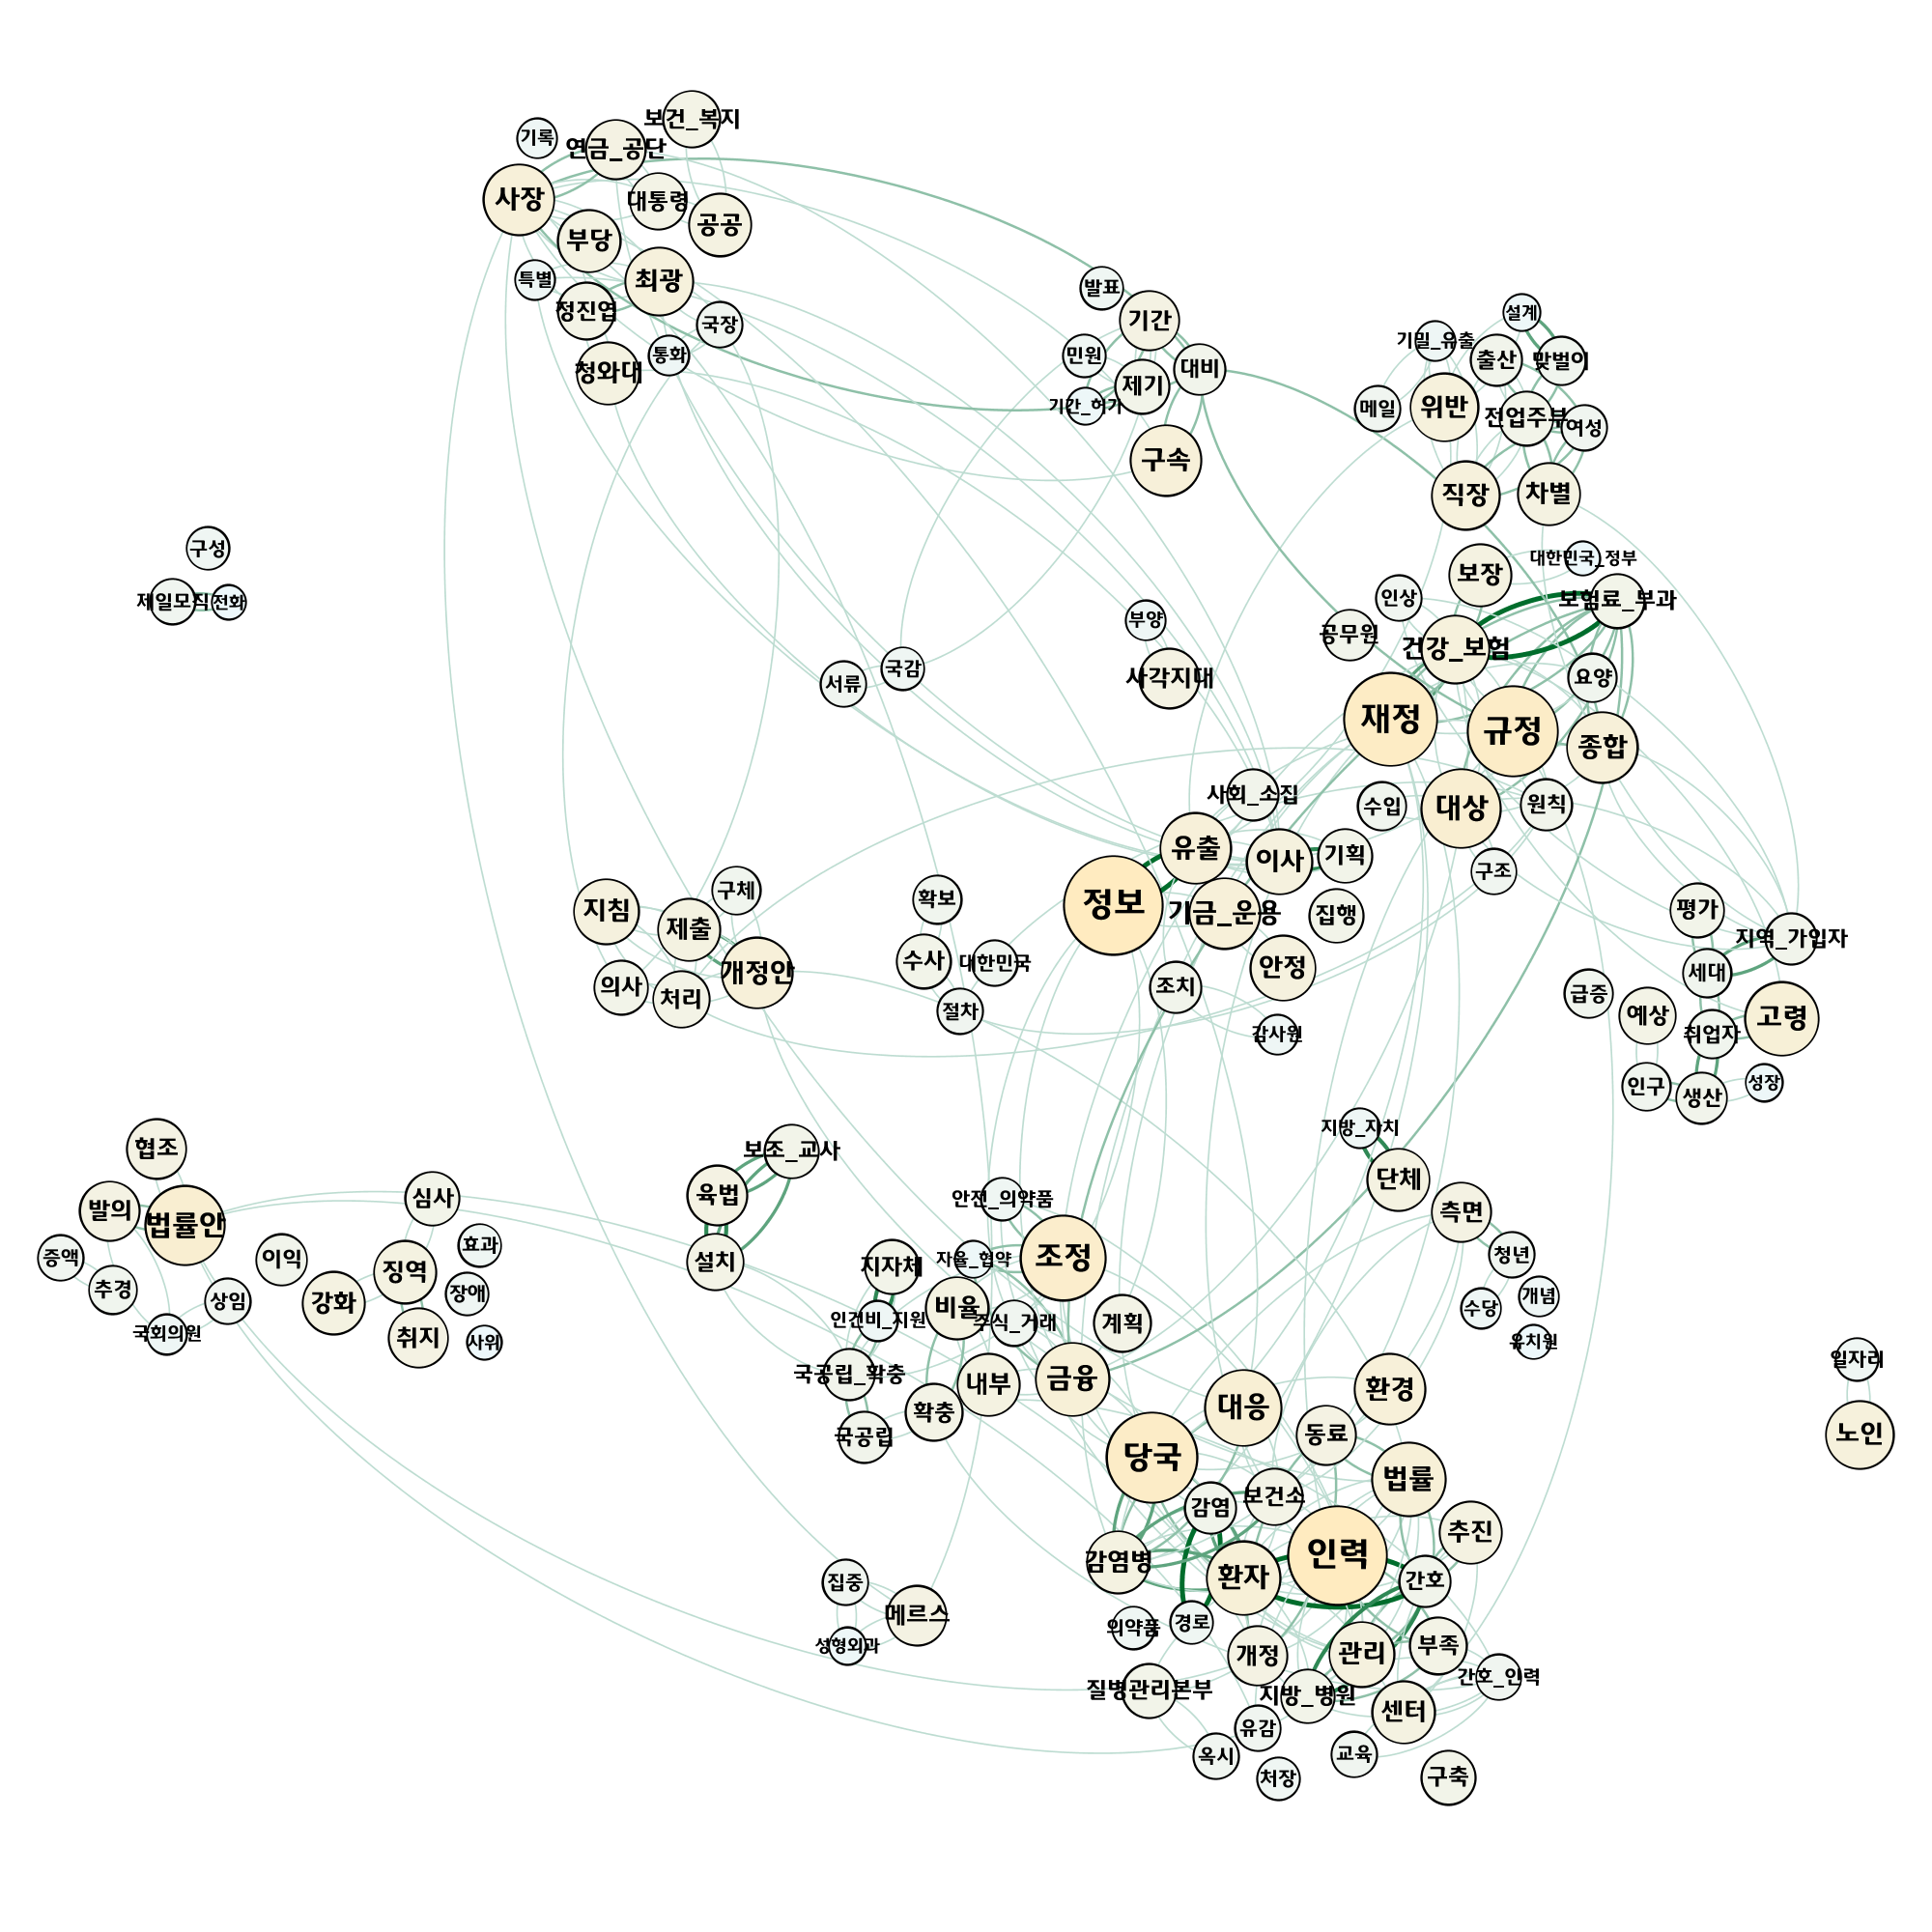 보건_복지
기록
연금_공단
사장
대통령
공공
부당
특별
최광
정진엽
국장
통화
청와대
발표
기간
민원
대비
제기
기간_허가
구속
설계
기밀_유출
출산
맞벌이
메일
위반
전업주부
여성
직장
차별
구성
제일모직
전화
대한민국_정부
보장
인상
보험료_부과
부양
공무원
건강_보험
사각지대
국감
서류
요양
재정
규정
종합
사회_소집
수입
대상
원칙
유출
이사
기획
구조
정보
기금_운용
집행
안정
조치
감사원
구체
지침
제출
개정안
의사
처리
확보
수사
대한민국
절차
평가
지역_가입자
세대
급증
예상
고령
취업자
인구
생산
성장
협조
발의
법률안
증액
추경
상임
국회의원
심사
이익
효과
징역
강화
장애
취지
사위
보조_교사
육법
설치
지방_자치
단체
측면
청년
수당
개념
유치원
안전_의약품
자율_협약
조정
지자체
인건비_지원
비율
주식_거래
계획
국공립_확충
내부
금융
확충
국공립
일자리
노인
당국
대응
환경
동료
법률
감염
보건소
추진
감염병
환자
인력
간호
의약품
경로
개정
관리
부족
간호_인력
질병관리본부
지방_병원
센터
유감
옥시
교육
처장
구축
집중
메르스
성형외과